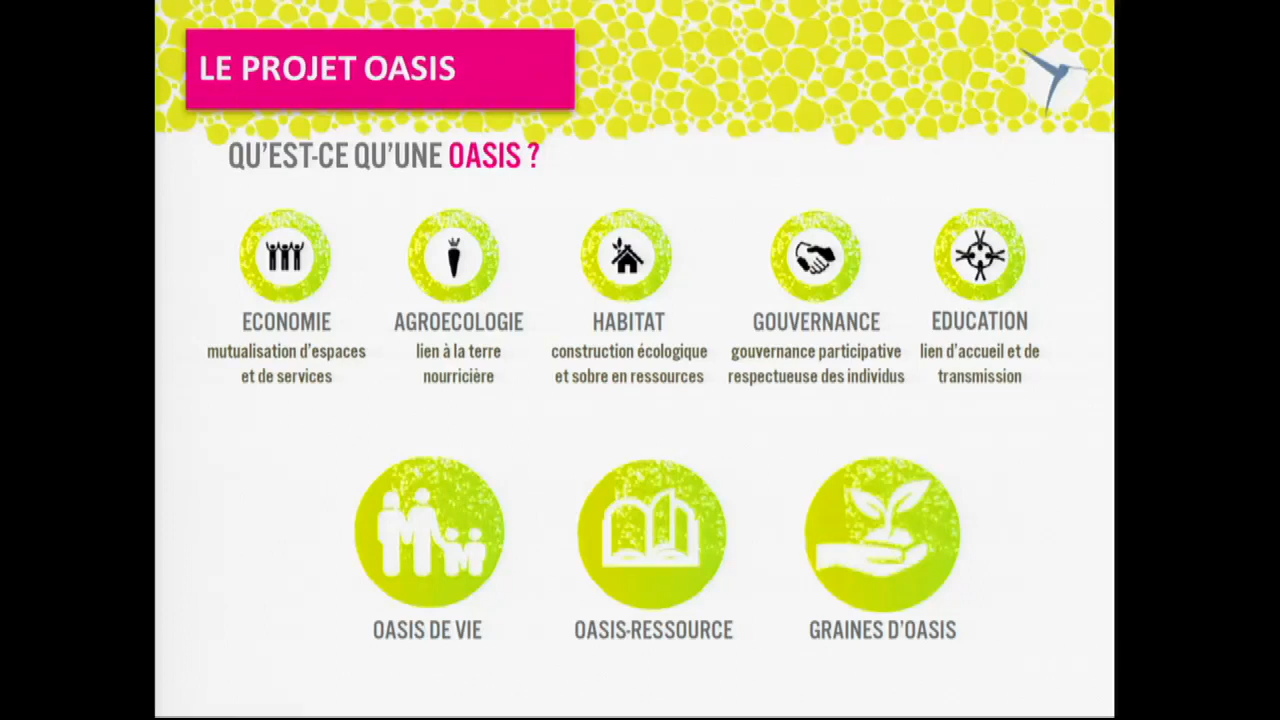 LE PROJET OASIS
QU'EST-CE QU'UNE OASIS ?
ECONOMIE
mutualisation d'espaces
et de services
AGROECOLOGIE
lien à la terre
nourricière
HABITAT
construction écologique
et sobre en ressources
GOUVERNANCE
gouvernance participative
respectueuse des individus
EDUCATION
lien d'accueil et de
transmission
OASIS DE VIE
OASIS-RESSOURCE
GRAINES D'OASIS